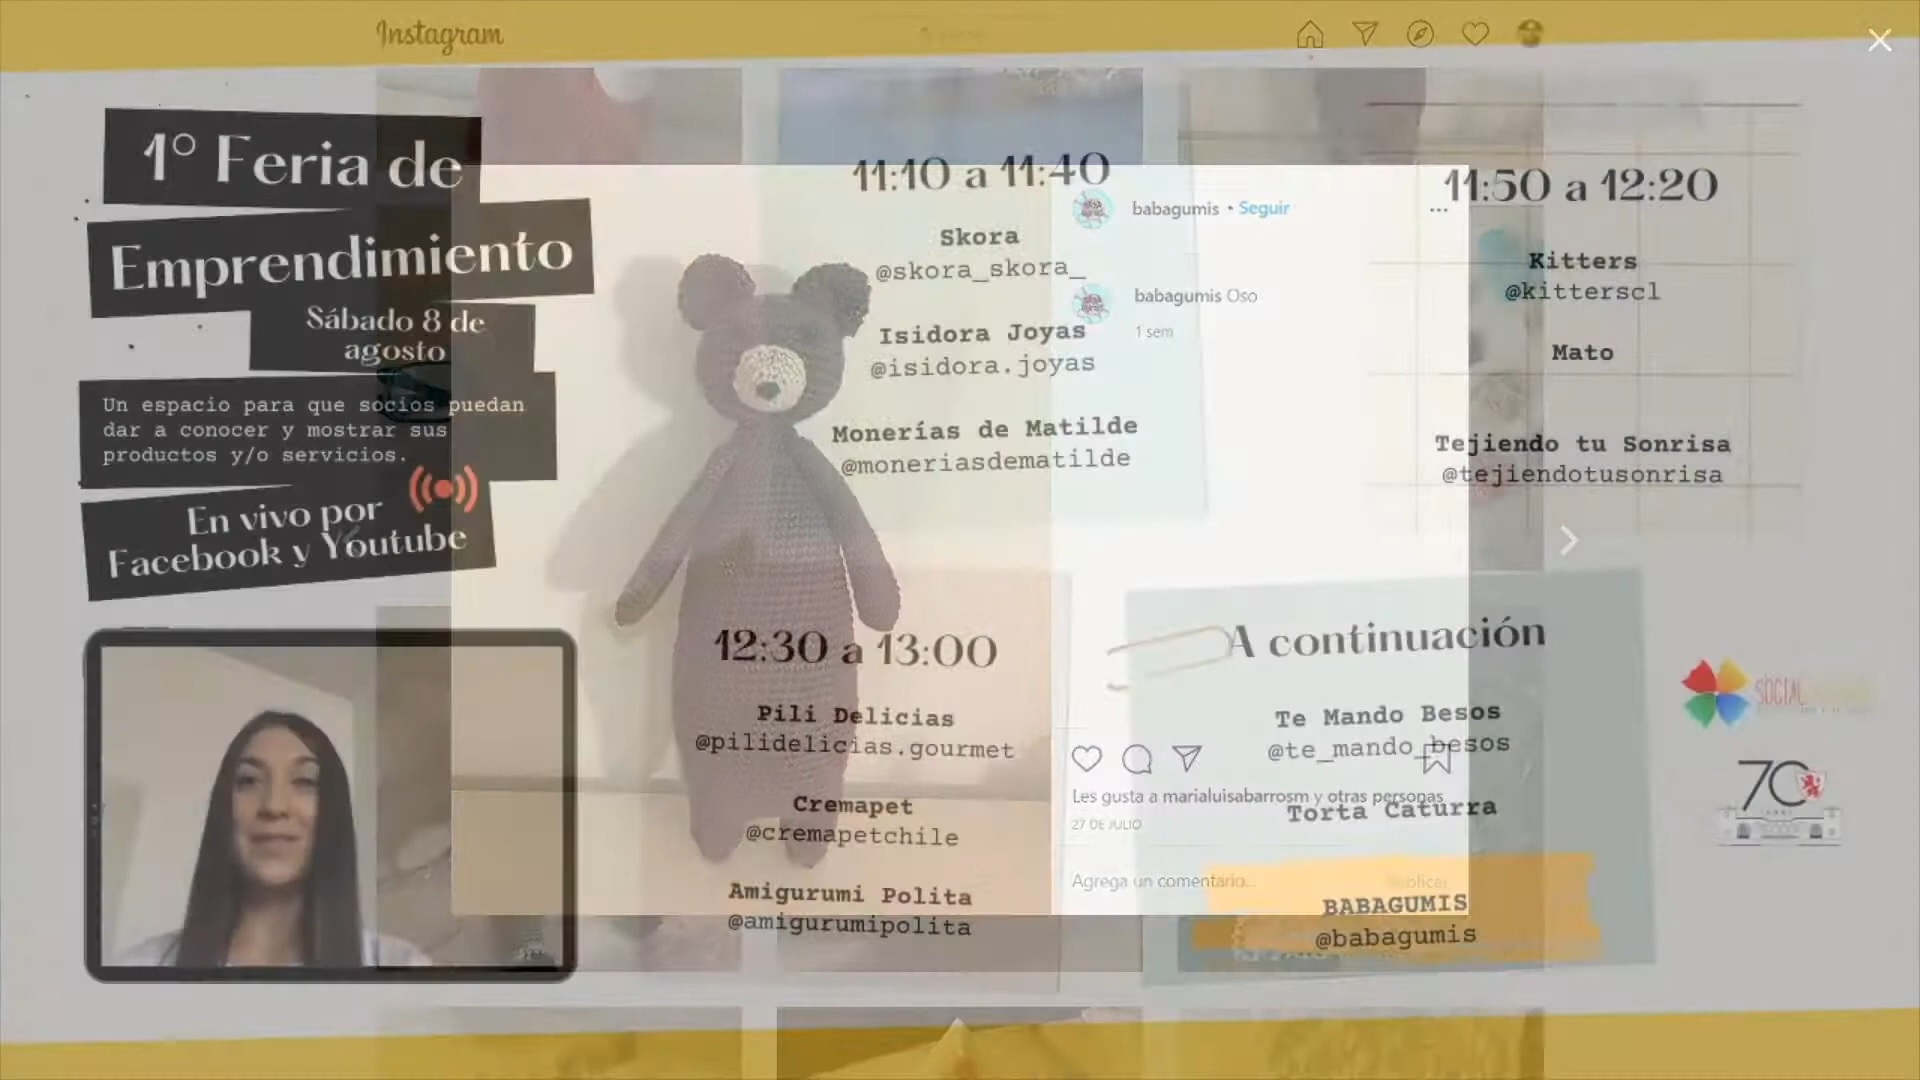 Instagram
1° Feria de
Emprendimiento
Sábado 8 de
agosto
Un espacio para que socios puedan
dar a conocer y mostrar sus
productos y/o servicios.
En vivo por
Facebook y Youtube
11:10 a 11:40
Skora
@skora_skora_
Isidora Joyas
@isidora.joyas
Monerías de Matilde
@moneriasdematilde
babagumis • Seguir
babagumis Oso
1 sem
11:50 a 12:20
Kitters
@kitterscl
Mato
Tejiendo tu Sonrisa
@tejiendotusonrisa
12:30 a 13:00
Pili Delicias
@pilidelicias.gourmet
Cremapet
@cremapetchile
Amigurumi Polita
@amigurumipolita
A continuación
Te Mando Besos
@te_mando_besos
Torta Caturra
BABAGUMIS
@babagumis
Les gusta a marialuisabarrosm y otras personas
27 DE JULIO
Agrega un comentario...
SOCIAL
70